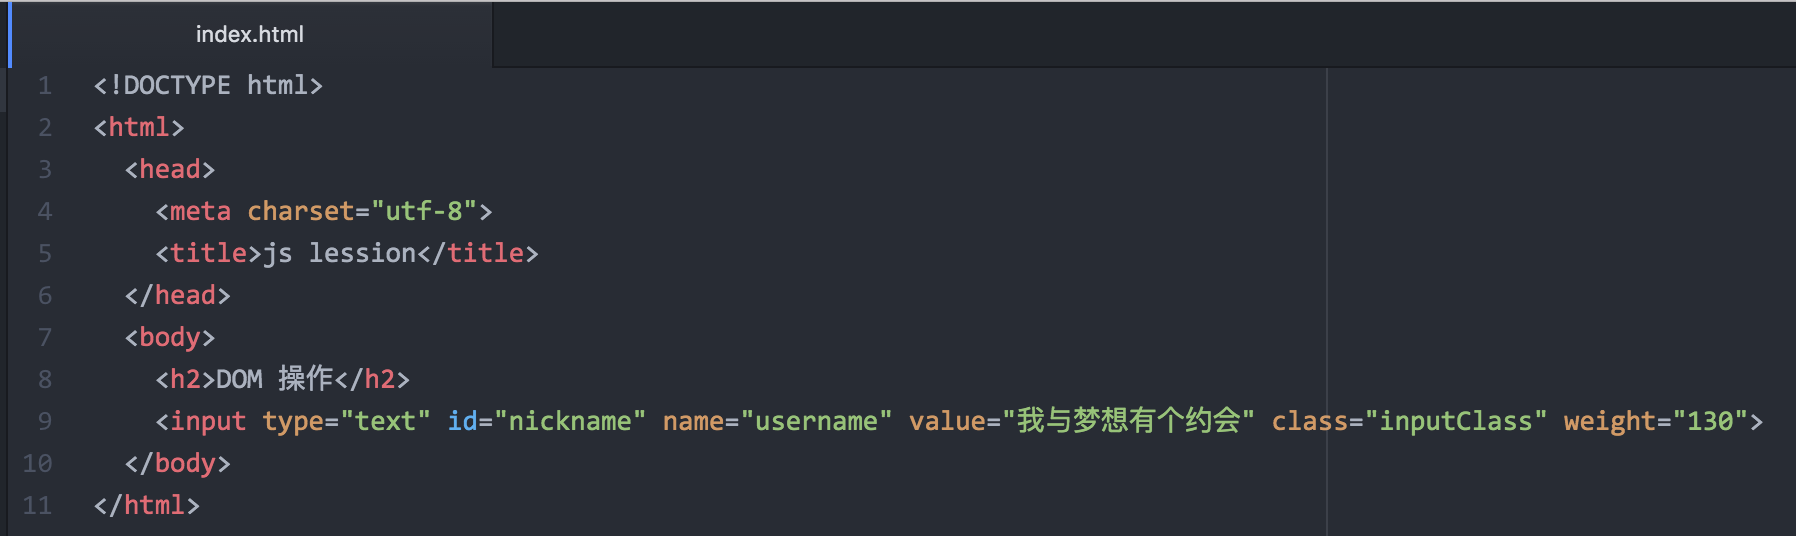 index.html
1 <!DOCTYPE html>
2 <html>
3 <head>
4 <meta charset="utf-8">
5 <title>js lession</title>
6 </head>
7 <body>
8 <h2>DOM 操作</h2>
9 <input type="text" id="nickname" name="username" value="我与梦想有个约会" class="inputClass" weight="130">
10 </body>
11 </html>